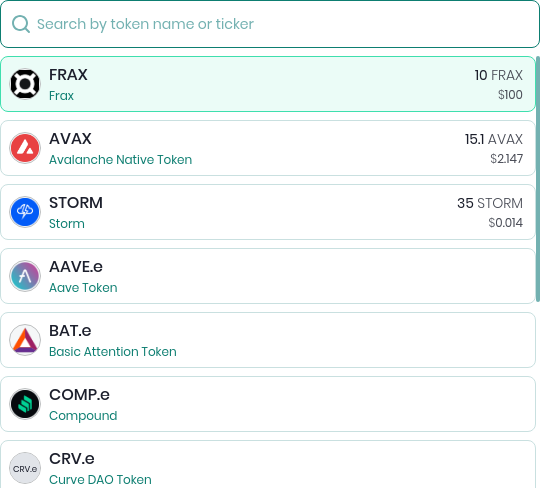 Search by token name or ticker
FRAX
10 FRAX
Frax
$100
AVAX
15.1 AVAX
Avalanche Native Token
$2.147
STORM
35 STORM
Storm
$0.014
AAVE.e
Aave Token
BAT.e
Basic Attention Token
COMP.e
Compound
CRV.e
CRV.e
Curve DAO Token